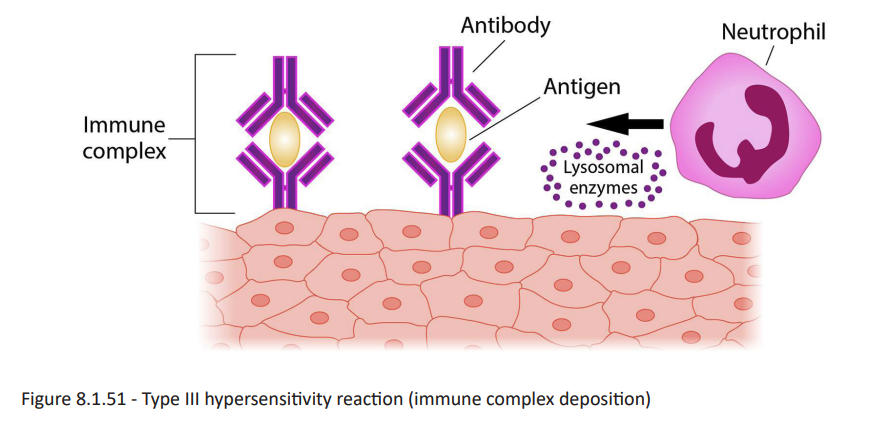 Antibody
Neutrophil
Antigen
Immune
complex
Lysosomal
enzymes
Figure 8.1.51 - Type III hypersensitivity reaction (immune complex deposition)